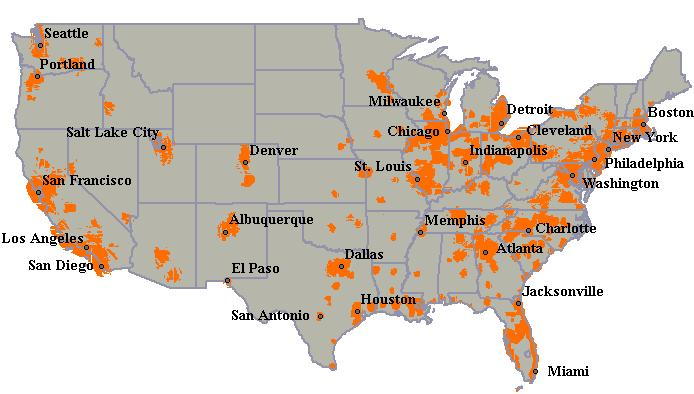 Seattle
Portland
Milwaukee
Detroit
Boston
Salt Lake City
Chicago
Cleveland
New York
Denver
Indianapolis
St. Louis
Philadelphia
San Francisco
Washington
Albuquerque
Memphis
Charlotte
Los Angeles
Atlanta
Dallas
San Diego
El Paso
Jacksonville
Houston
San Antonio
Miami